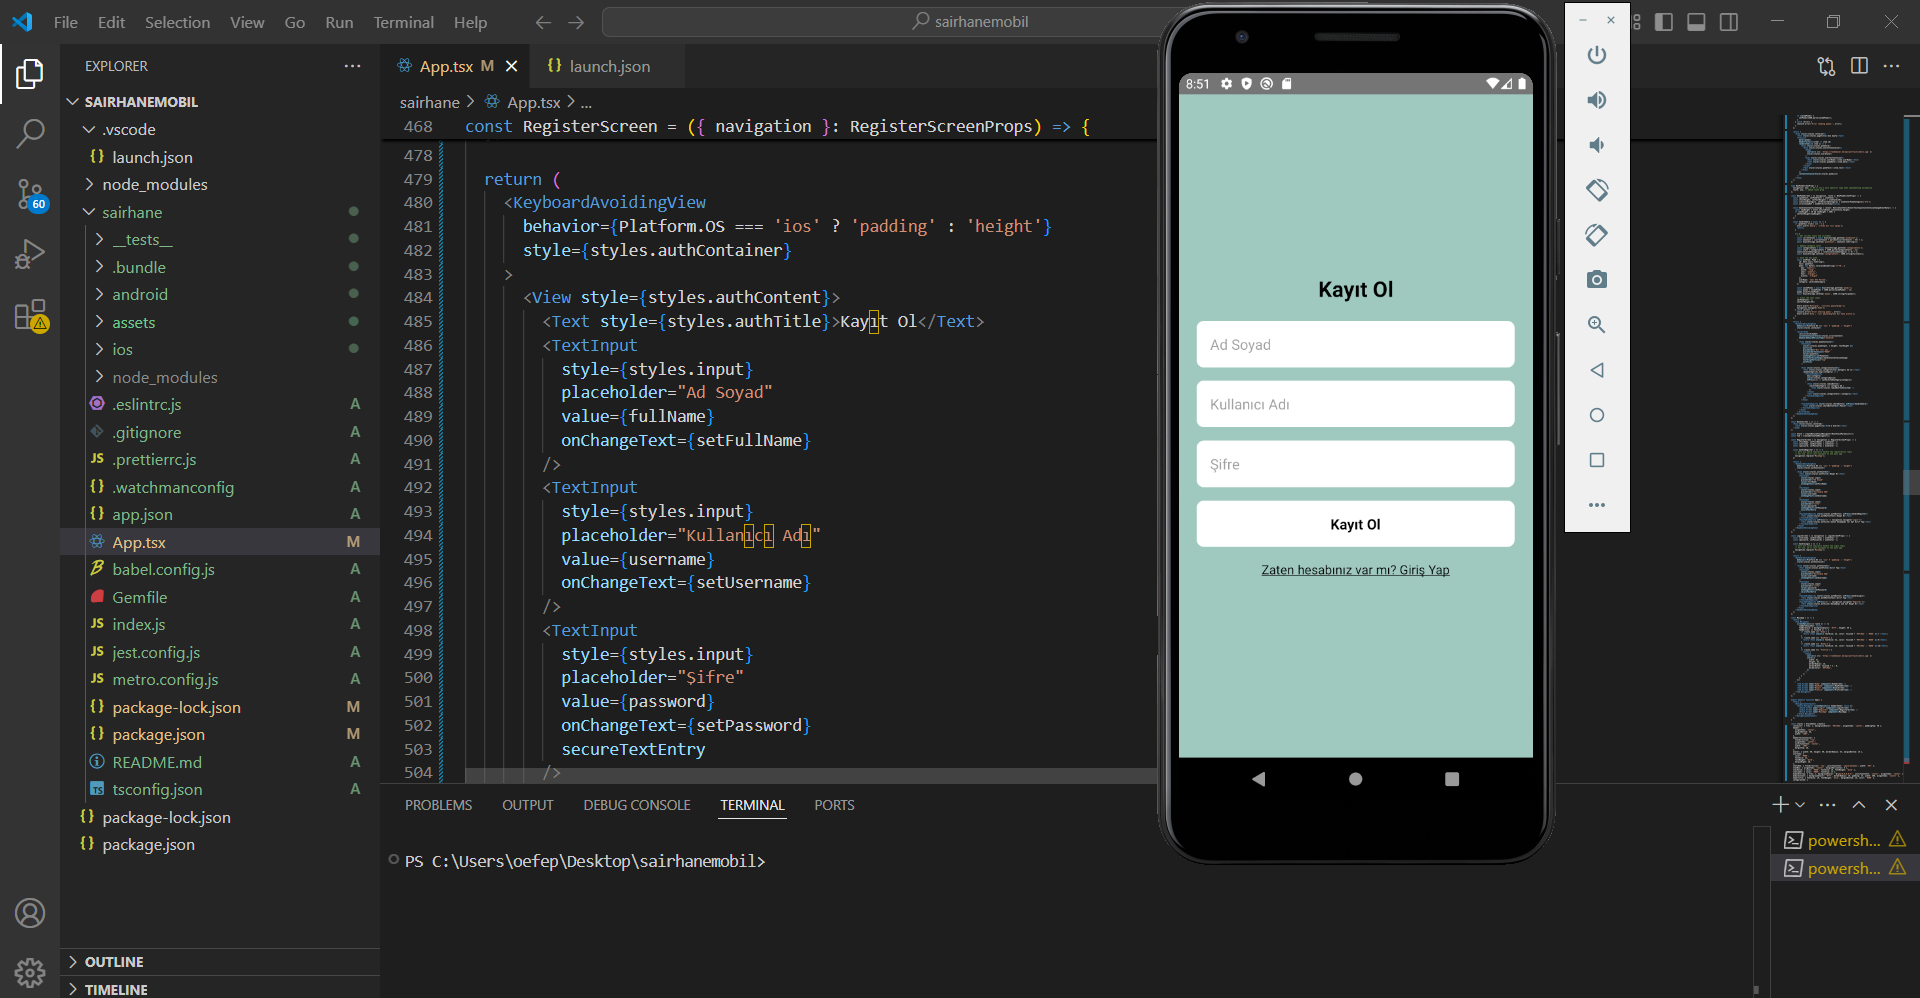 File Edit Selection View Go Run Terminal Help
sairhanemobil
EXPLORER
SAIRHANEMOBIL
.vscode
launch.json
node_modules
sairhane
__tests__
.bundle
android
assets
ios
node_modules
.eslintrc.js A
.gitignore A
.prettierrc.js A
.watchmanconfig A
app.json A
App.tsx M
babel.config.js A
Gemfile A
index.js A
jest.config.js A
metro.config.js A
package-lock.json M
package.json M
README.md A
tsconfig.json A
package-lock.json
package.json
OUTLINE
TIMELINE
60
App.tsx M
launch.json
sairhane > App.tsx > ...
468 const RegisterScreen = ({ navigation }: RegisterScreenProps) => {
478
479 return (
480 <KeyboardAvoidingView
481 behavior={Platform.OS === 'ios' ? 'padding' : 'height'}
482 style={styles.authContainer}
483 >
484 <View style={styles.authContent}>
485 <Text style={styles.authTitle}>Kayıt Ol</Text>
486 <TextInput
487 style={styles.input}
488 placeholder="Ad Soyad"
489 value={fullName}
490 onChangeText={setFullName}
491 />
492 <TextInput
493 style={styles.input}
494 placeholder="Kullanıcı Adı"
495 value={username}
496 onChangeText={setUsername}
497 />
498 <TextInput
499 style={styles.input}
500 placeholder="Şifre"
501 value={password}
502 onChangeText={setPassword}
503 secureTextEntry
504 />
PROBLEMS OUTPUT DEBUG CONSOLE TERMINAL PORTS
PS C:\Users\oefep\Desktop\sairhanemobil>
powersh...
powersh...
8:51
Kayıt Ol
Ad Soyad
Kullanıcı Adı
Şifre
Kayıt Ol
Zaten hesabınız var mı? Giriş Yap